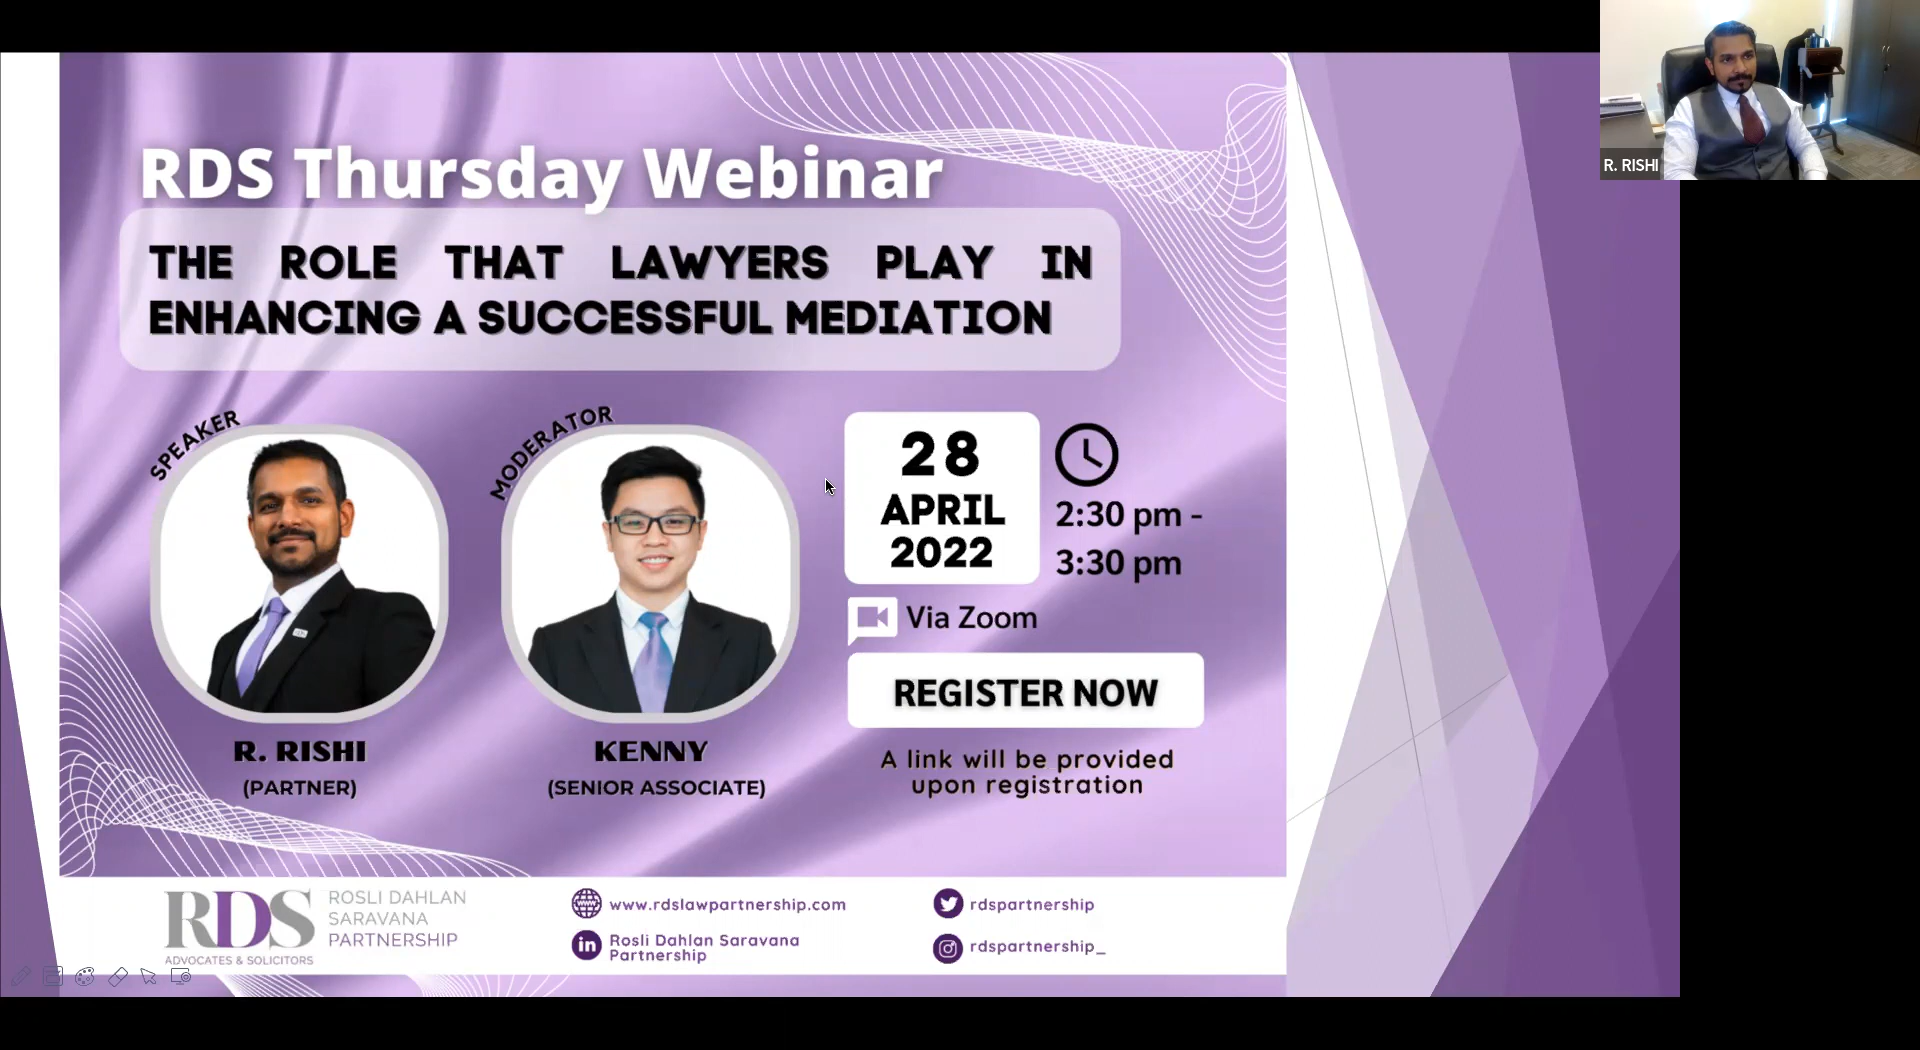 RDS Thursday Webinar
THE ROLE THAT LAWYERS PLAY IN
ENHANCING A SUCCESSFUL MEDIATION
SPEAKER
MODERATOR
R. RISHI
(PARTNER)
KENNY
(SENIOR ASSOCIATE)
28
APRIL
2022
2:30 pm -
3:30 pm
Via Zoom
REGISTER NOW
A link will be provided
upon registration
RDS
ROSLI DAHLAN
SARAVANA
PARTNERSHIP
ADVOCATES & SOLICITORS
www.rdslawpartnership.com
in
Rosli Dahlan Saravana
Partnership
rdspartnership
rdspartnership_
R. RISHI